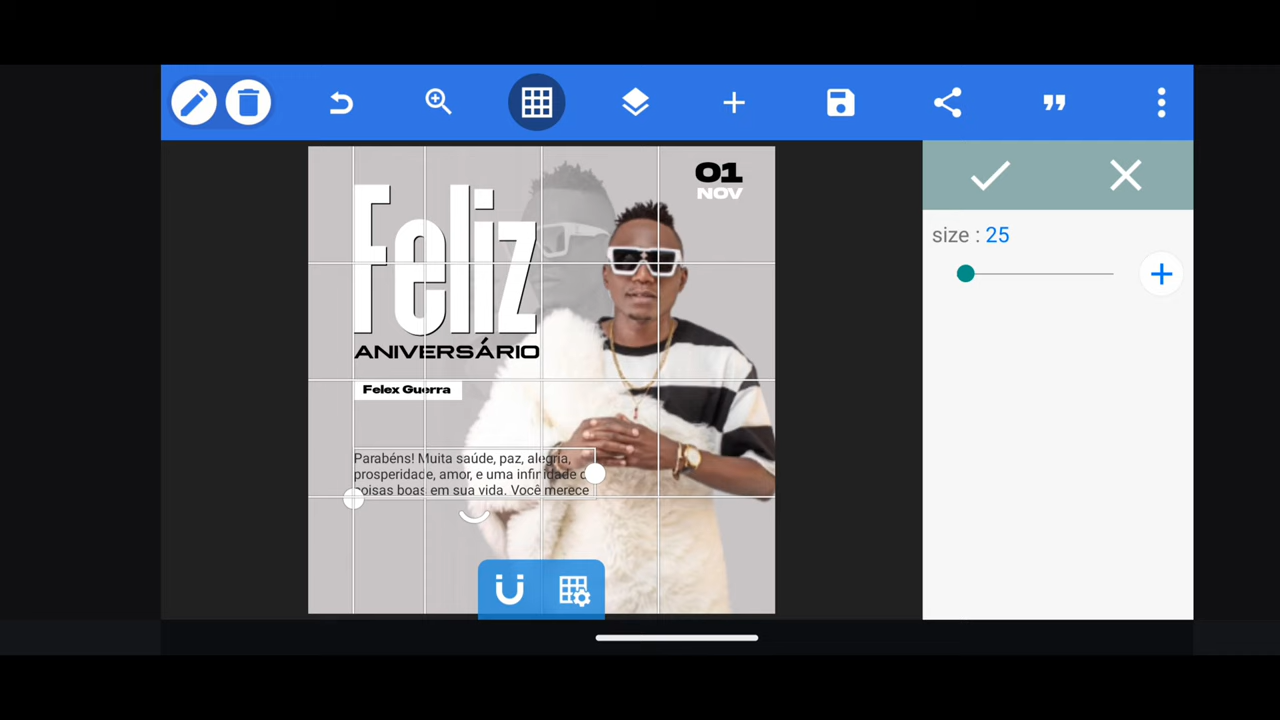 01
NOV
Feliz
ANIVERSÁRIO
Felex Guerra
Parabéns! Muita saúde, paz, alegria,
prosperidade, amor, e uma infinidade d
coisas boas em sua vida. Você merece
size : 25